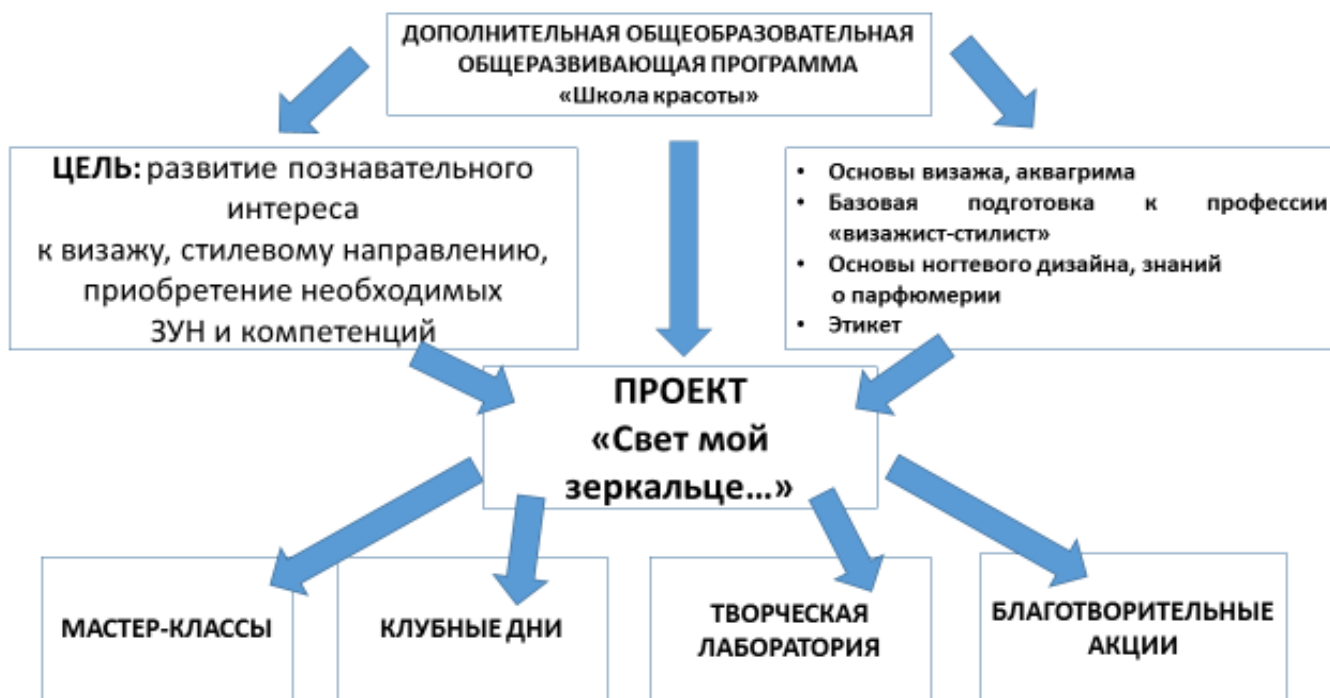 ДОПОЛНИТЕЛЬНАЯ ОБЩЕОБРАЗОВАТЕЛЬНАЯ
ОБЩЕРАЗВИВАЮЩАЯ ПРОГРАММА
«Школа красоты»
ЦЕЛЬ: развитие познавательного
интереса
к визажу, стилевому направлению,
приобретение необходимых
ЗУН и компетенций
• Основы визажа, аквагрима
• Базовая подготовка к профессии
«визажист-стилист»
• Основы ногтевого дизайна, знаний
о парфюмерии
• Этикет
ПРОЕКТ
«Свет мой
зеркальце…»
МАСТЕР-КЛАССЫ
КЛУБНЫЕ ДНИ
ТВОРЧЕСКАЯ
ЛАБОРАТОРИЯ
БЛАГОТВОРИТЕЛЬНЫЕ
АКЦИИ